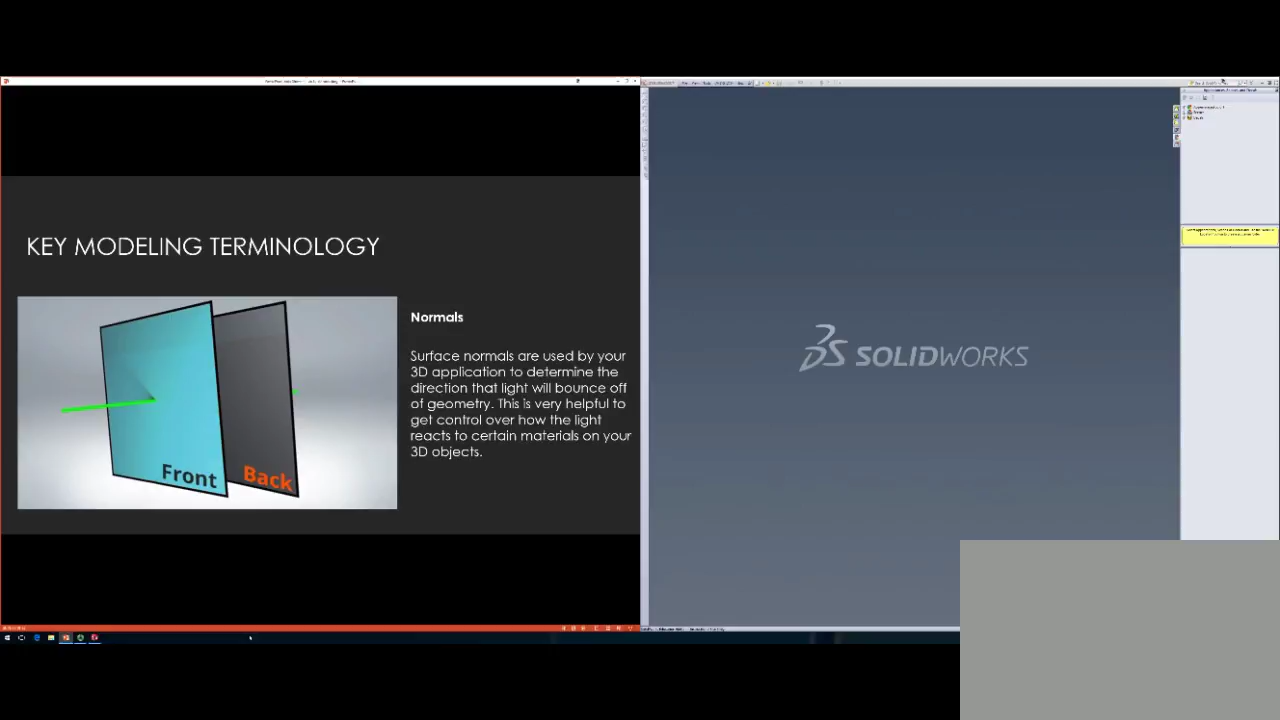 KEY MODELING TERMINOLOGY
Front
Back
Normals
Surface normals are used by your
3D application to determine the
direction that light will bounce off
of geometry. This is very helpful to
get control over how the light
reacts to certain materials on your
3D objects.
SOLIDWORKS